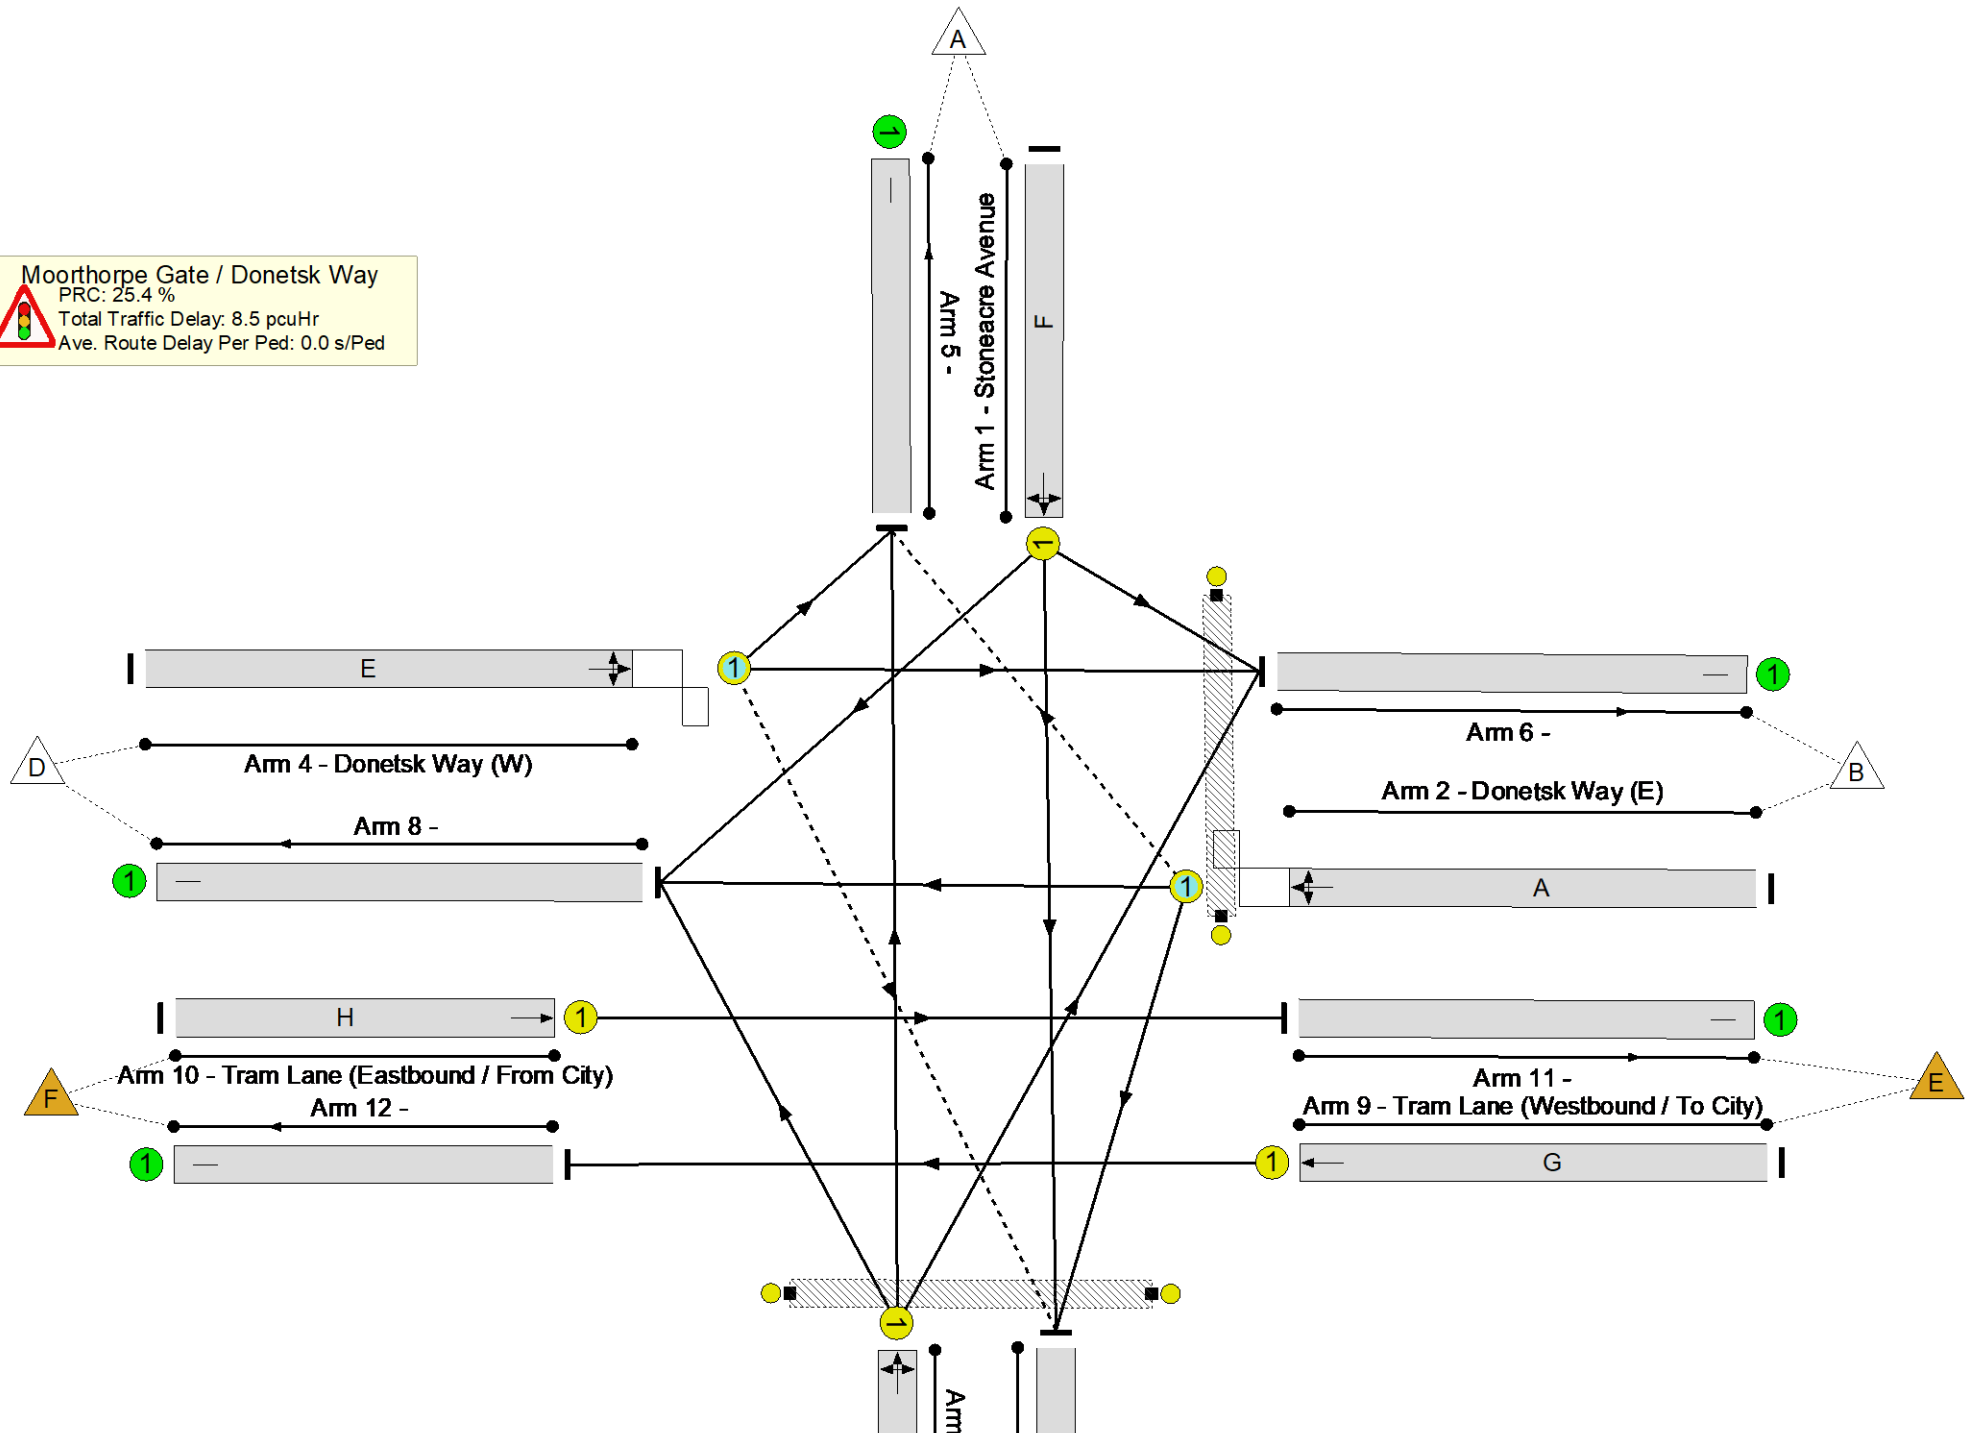 A
1
Arm 5 -
Arm 1 - Stoneacre Avenue
F
Moorthorpe Gate / Donetsk Way
PRC: 25.4 %
Total Traffic Delay: 8.5 pcuHr
Ave. Route Delay Per Ped: 0.0 s/Ped
1
E
1
1
Arm 6 -
D
Arm 4 - Donetsk Way (W)
B
Arm 2 - Donetsk Way (E)
Arm 8 -
1
1
A
H
1
1
Arm 10 - Tram Lane (Eastbound / From City)
Arm 11 -
F
E
Arm 12 -
Arm 9 - Tram Lane (Westbound / To City)
1
1
G
1
Arm